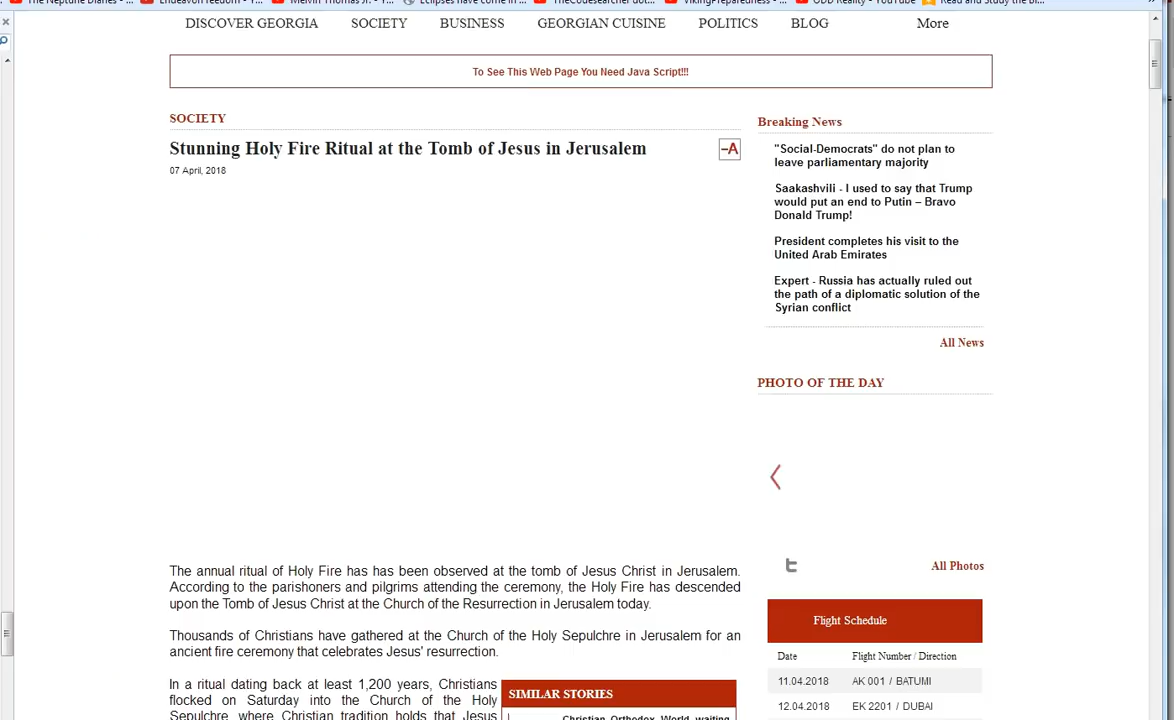 The Neptune Diaries - ...
EndeavorFreedom - Y...
Melvin Thomas Jr. - Y...
Eclipses have come in ...
TheCodesearcher dot...
VikingPreparedness - ...
ODD Reality - YouTube
Read and Study the Bi...
DISCOVER GEORGIA
SOCIETY
BUSINESS
GEORGIAN CUISINE
POLITICS
BLOG
More
To See This Web Page You Need Java Script!!!
SOCIETY
Stunning Holy Fire Ritual at the Tomb of Jesus in Jerusalem
–A
07 April, 2018
The annual ritual of Holy Fire has has been observed at the tomb of Jesus Christ in Jerusalem.
According to the parishoners and pilgrims attending the ceremony, the Holy Fire has descended
upon the Tomb of Jesus Christ at the Church of the Resurrection in Jerusalem today.
Thousands of Christians have gathered at the Church of the Holy Sepulchre in Jerusalem for an
ancient fire ceremony that celebrates Jesus' resurrection.
In a ritual dating back at least 1,200 years, Christians
flocked on Saturday into the Church of the Holy
Sepulchre, where Christian tradition holds that Jesus
SIMILAR STORIES
Christian Orthodox World waiting
Breaking News
"Social-Democrats" do not plan to
leave parliamentary majority
Saakashvili - I used to say that Trump
would put an end to Putin – Bravo
Donald Trump!
President completes his visit to the
United Arab Emirates
Expert - Russia has actually ruled out
the path of a diplomatic solution of the
Syrian conflict
All News
PHOTO OF THE DAY
All Photos
Flight Schedule
Date Flight Number / Direction
11.04.2018 AK 001 / BATUMI
12.04.2018 EK 2201 / DUBAI